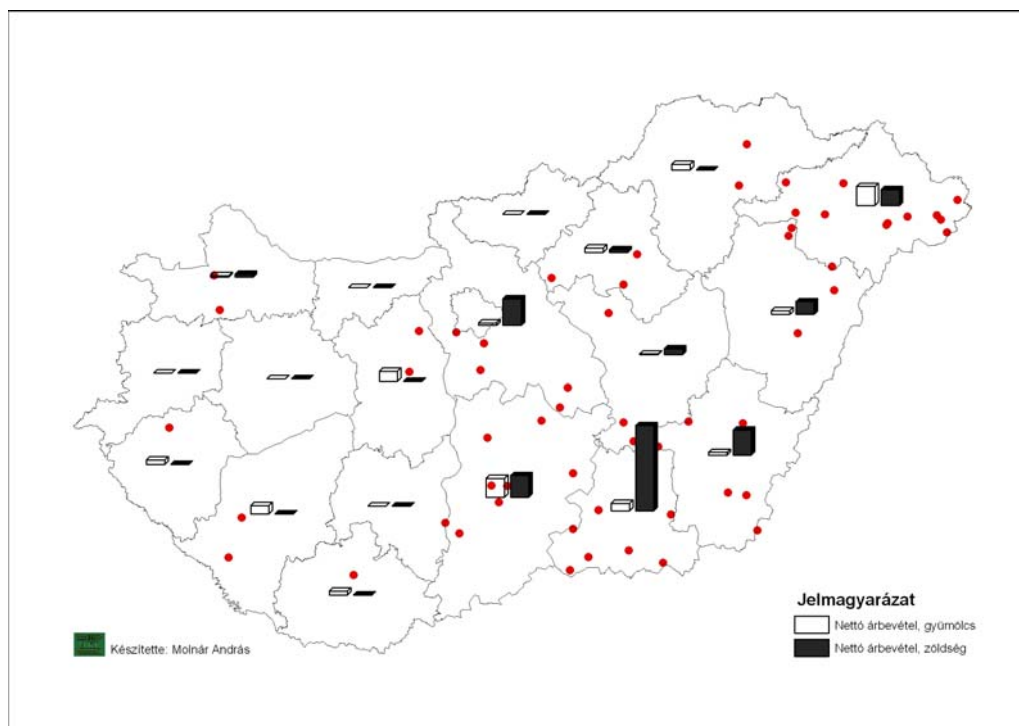 Jelmagyarázat
Nettó árbevétel, gyümölcs
Nettó árbevétel, zöldség
Készítette: Molnár András